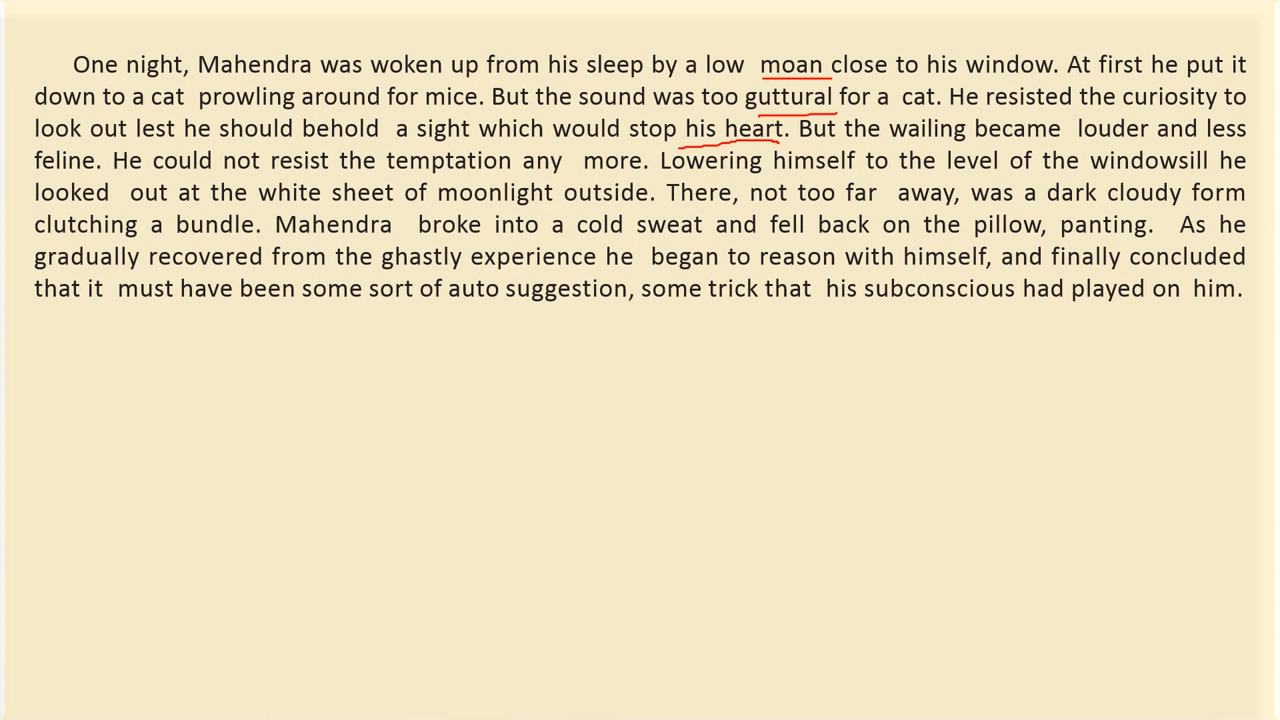 One night, Mahendra was woken up from his sleep by a low moan close to his window. At first he put it
down to a cat prowling around for mice. But the sound was too guttural for a cat. He resisted the curiosity to
look out lest he should behold a sight which would stop his heart. But the wailing became louder and less
feline. He could not resist the temptation any more. Lowering himself to the level of the windowsill he
looked out at the white sheet of moonlight outside. There, not too far away, was a dark cloudy form
clutching a bundle. Mahendra broke into a cold sweat and fell back on the pillow, panting. As he
gradually recovered from the ghastly experience he began to reason with himself, and finally concluded
that it must have been some sort of auto suggestion, some trick that his subconscious had played on him.